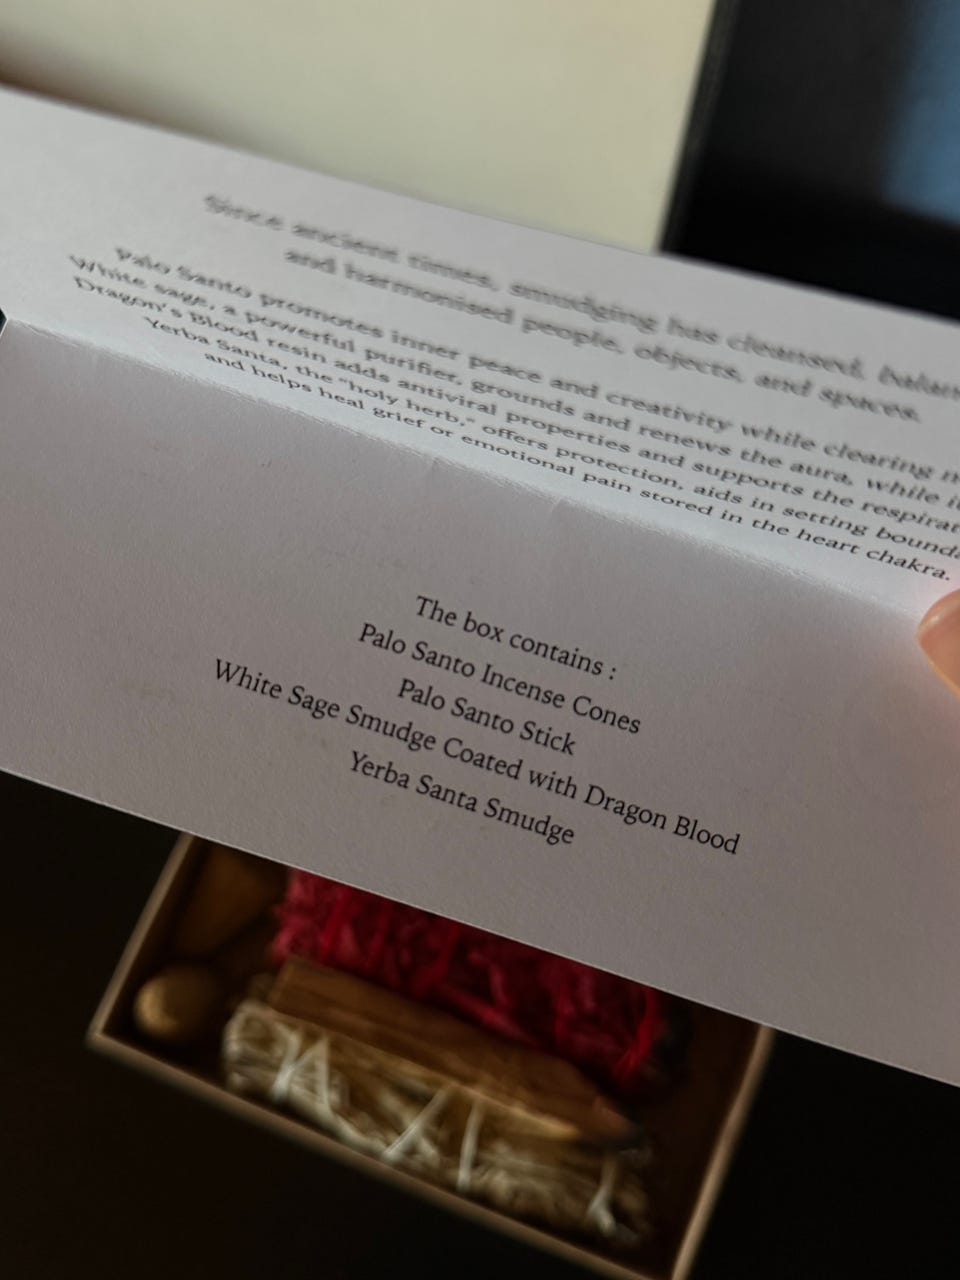 Since ancient times, smudging has cleansed,
and harmonised people, objects, and spaces.
Palo Santo promotes inner peace and creativity while clearing
White sage, a powerful purifier, grounds and renews the aura, while
Dragon's Blood resin adds antiviral properties and supports the
Yerba Santa, the "holy herb," offers protection, aids in setting
and helps heal grief or emotional pain stored in the heart chakra.
The box contains :
Palo Santo Incense Cones
Palo Santo Stick
White Sage Smudge Coated with Dragon Blood
Yerba Santa Smudge